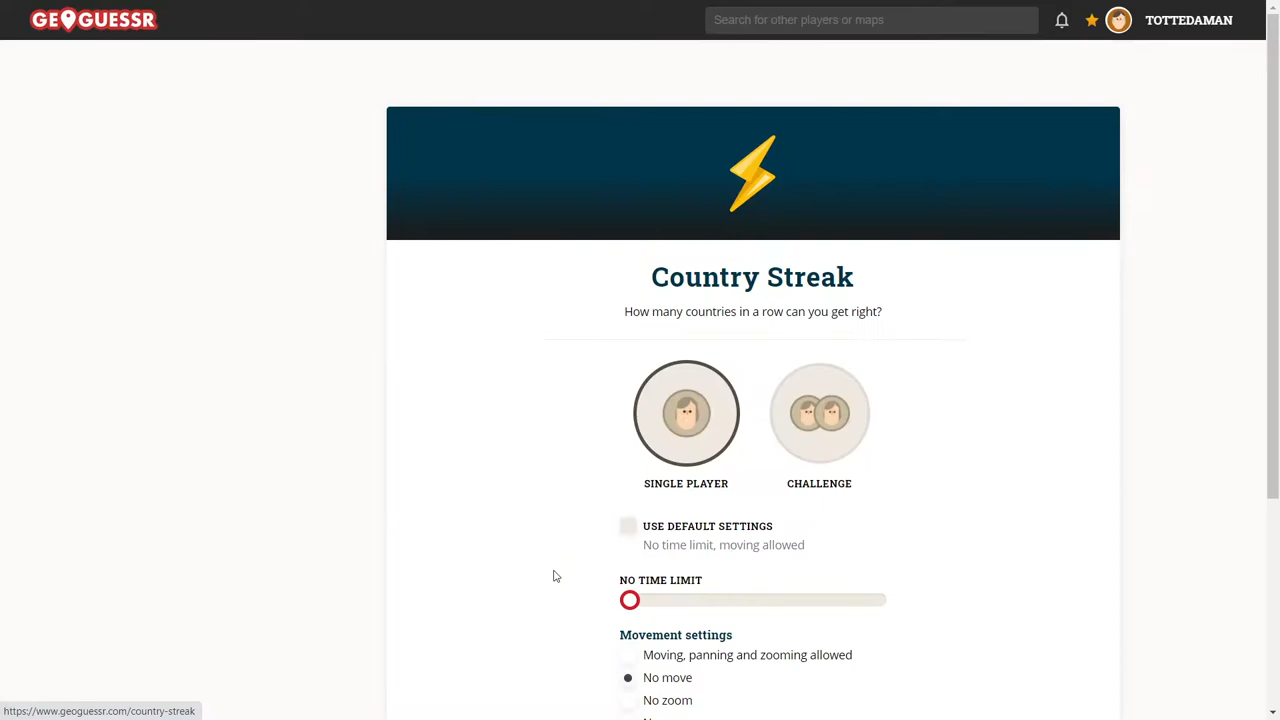 GEOGUESSR
Search for other players or maps
TOTTEDAMAN
Country Streak
How many countries in a row can you get right?
SINGLE PLAYER
CHALLENGE
USE DEFAULT SETTINGS
No time limit, moving allowed
NO TIME LIMIT
Movement settings
Moving, panning and zooming allowed
No move
No zoom
https://www.geoguessr.com/country-streak